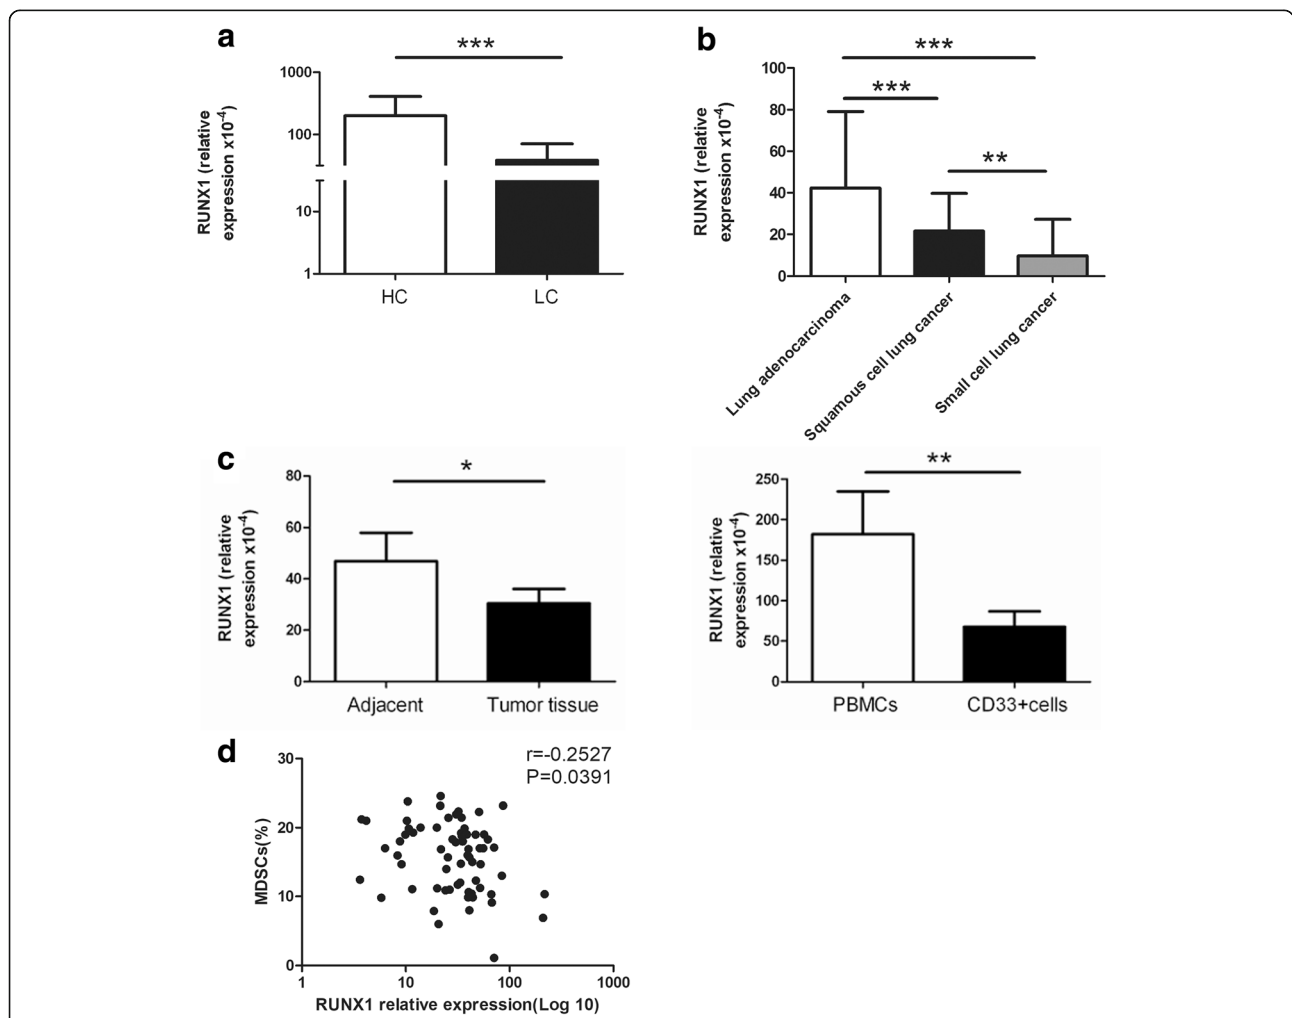 a
***
1000
100
10
1
RUNX1 (relative
expression x10-4)
HC
LC
b
***
***
**
100
80
60
40
20
0
RUNX1 (relative
expression x10-4)
Lung adenocarcinoma
Squamous cell lung cancer
Small cell lung cancer
c
*
80
60
40
20
0
RUNX1 (relative
expression x10-4)
Adjacent
Tumor tissue
**
250
200
150
100
50
0
RUNX1 (relative
expression x10-4)
PBMCs
CD33+cells
d
r=-0.2527
P=0.0391
30
20
10
0
MDSCs(%)
1
10
100
1000
RUNX1 relative expression(Log 10)